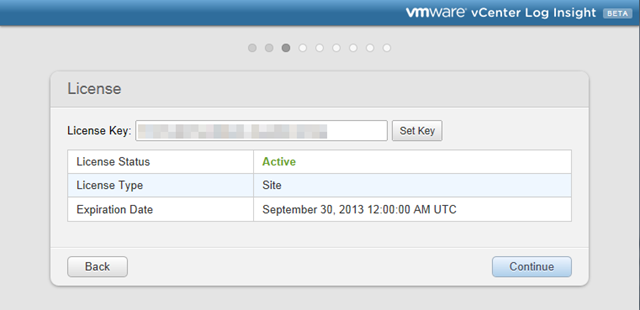 vmware vCenter Log Insight BETA
License
License Key: Set Key
License Status Active
License Type Site
Expiration Date September 30, 2013 12:00:00 AM UTC
Back Continue